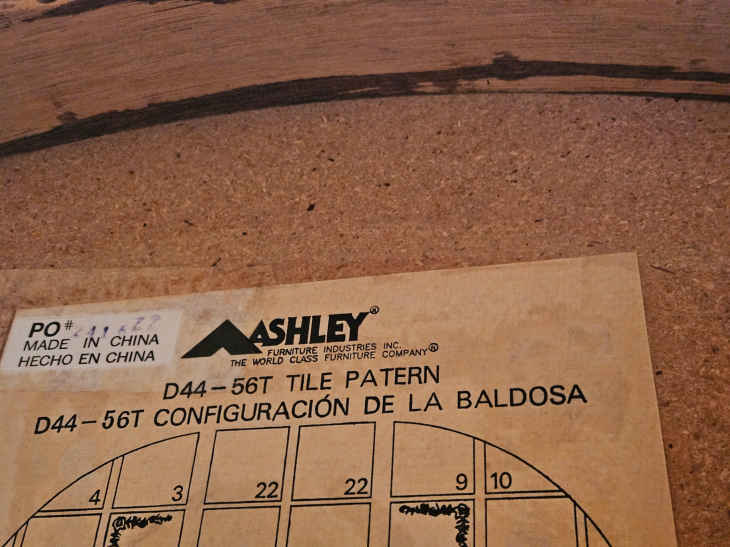 PO#
MADE IN CHINA
HECHO EN CHINA
ASHLEY®
FURNITURE INDUSTRIES INC.
THE WORLD CLASS FURNITURE COMPANY®
D44-56T TILE PATERN
D44-56T CONFIGURACIÓN DE LA BALDOSA
4 3 22 22 9 10